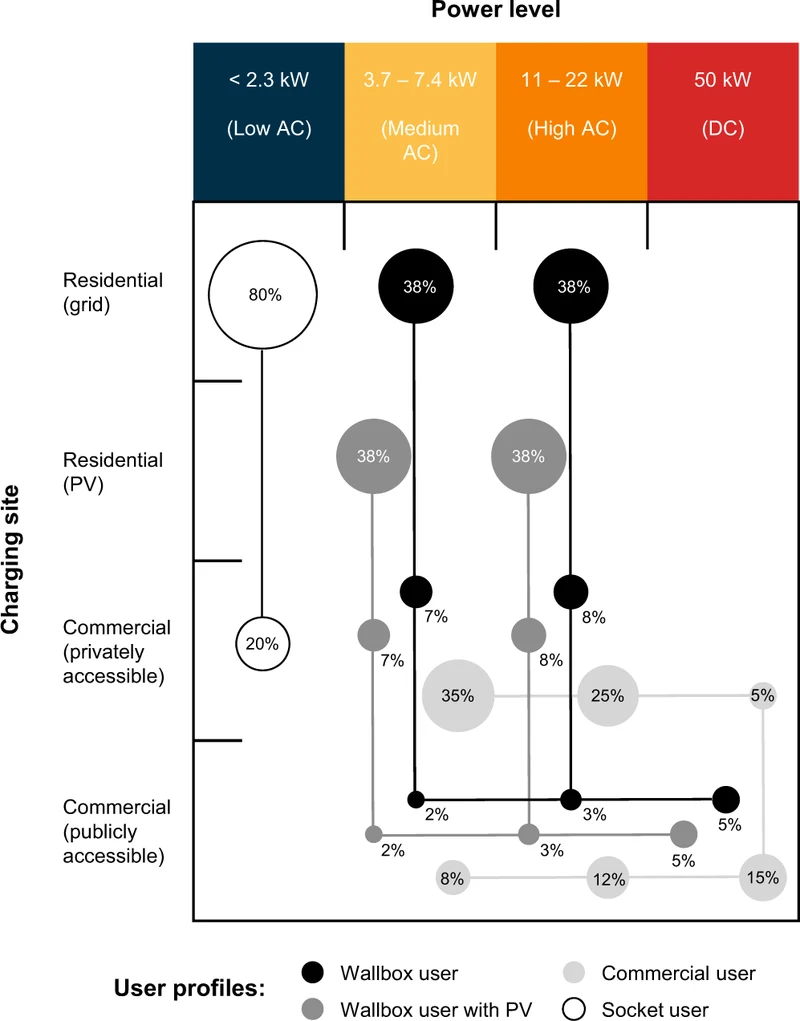 Power level
< 2.3 kW
(Low AC)
3.7 – 7.4 kW
(Medium
AC)
11 – 22 kW
(High AC)
50 kW
(DC)
Charging site
Residential
(grid)
80%
38%
38%
Residential
(PV)
38%
38%
Commercial
(privately
accessible)
20%
7%
8%
7%
8%
35%
25%
5%
Commercial
(publicly
accessible)
2%
3%
5%
2%
3%
5%
8%
12%
15%
User profiles:
Wallbox user
Commercial user
Wallbox user with PV
Socket user